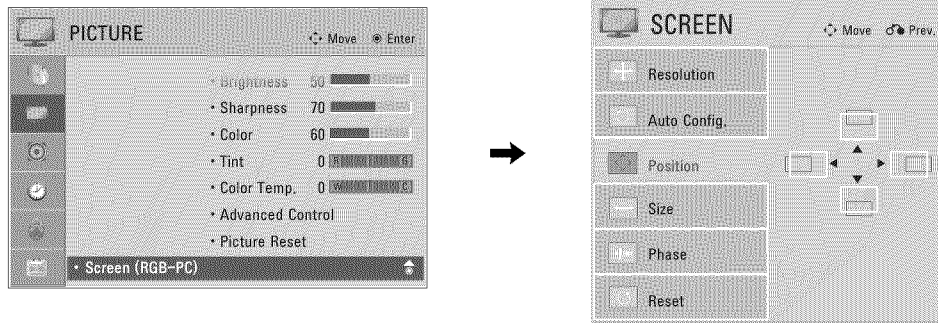 PICTURE
Move Enter
• Brightness 50
• Sharpness 70
• Color 60
• Tint 0 R G
• Color Temp. 0 W C
• Advanced Control
• Picture Reset
• Screen (RGB-PC)
SCREEN
Move Prev.
Resolution
Auto Config.
Position
Size
Phase
Reset